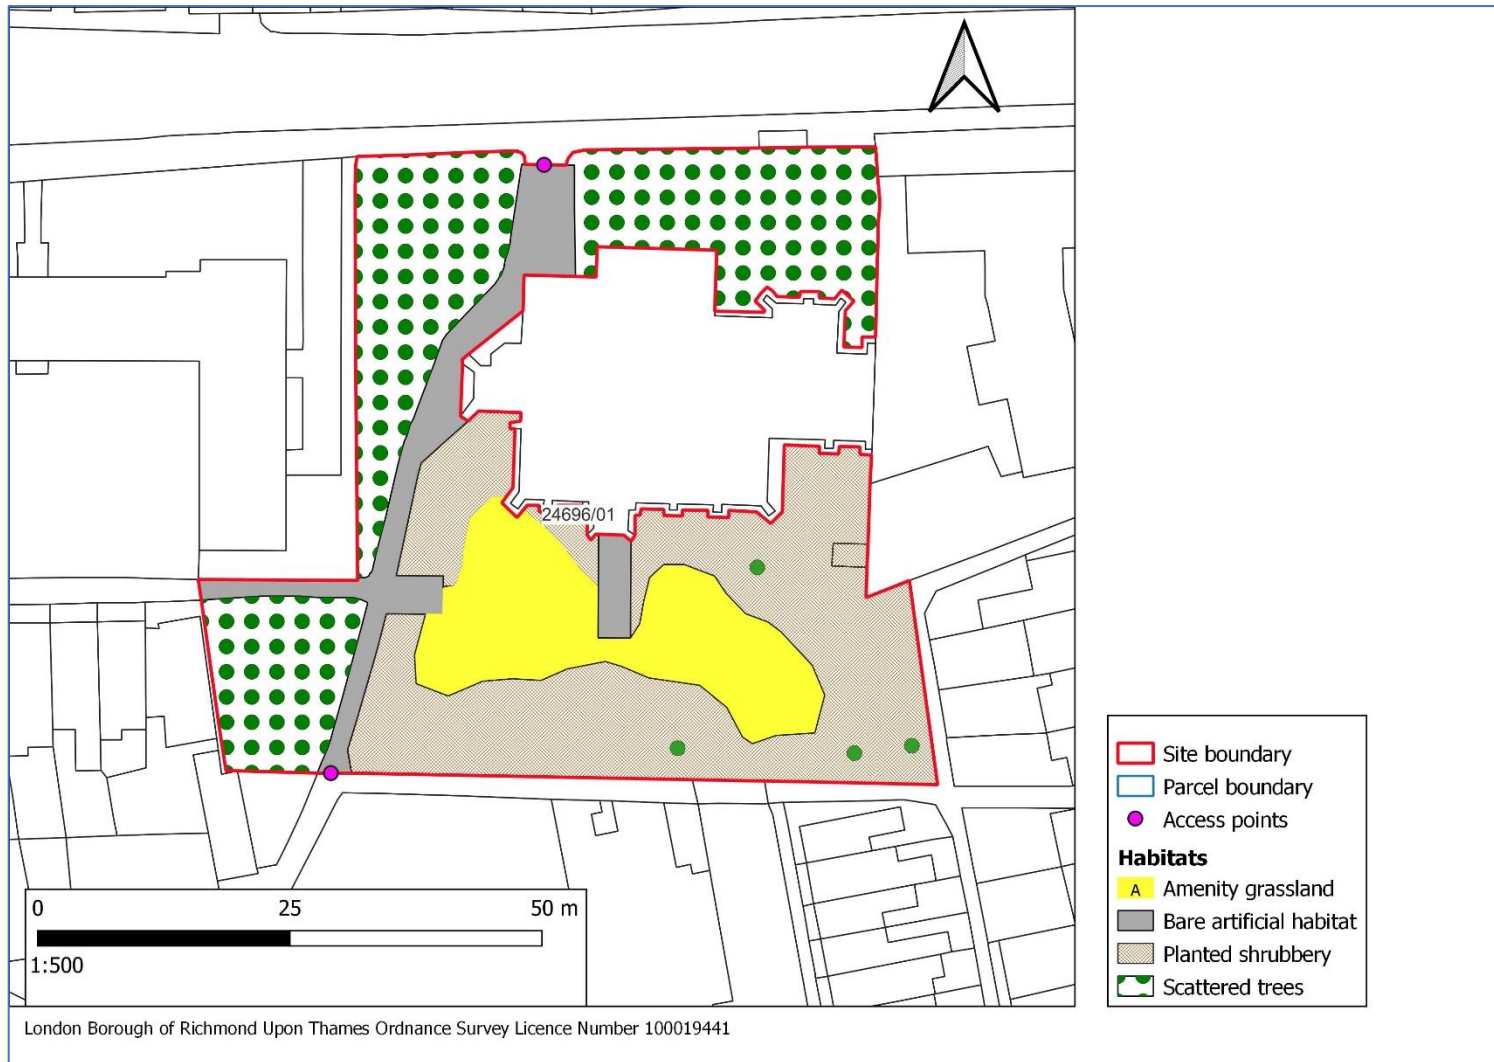 24696/01
Site boundary
Parcel boundary
Access points
Habitats
A Amenity grassland
Bare artificial habitat
Planted shrubbery
Scattered trees
0 25 50 m
1:500
London Borough of Richmond Upon Thames Ordnance Survey Licence Number 100019441